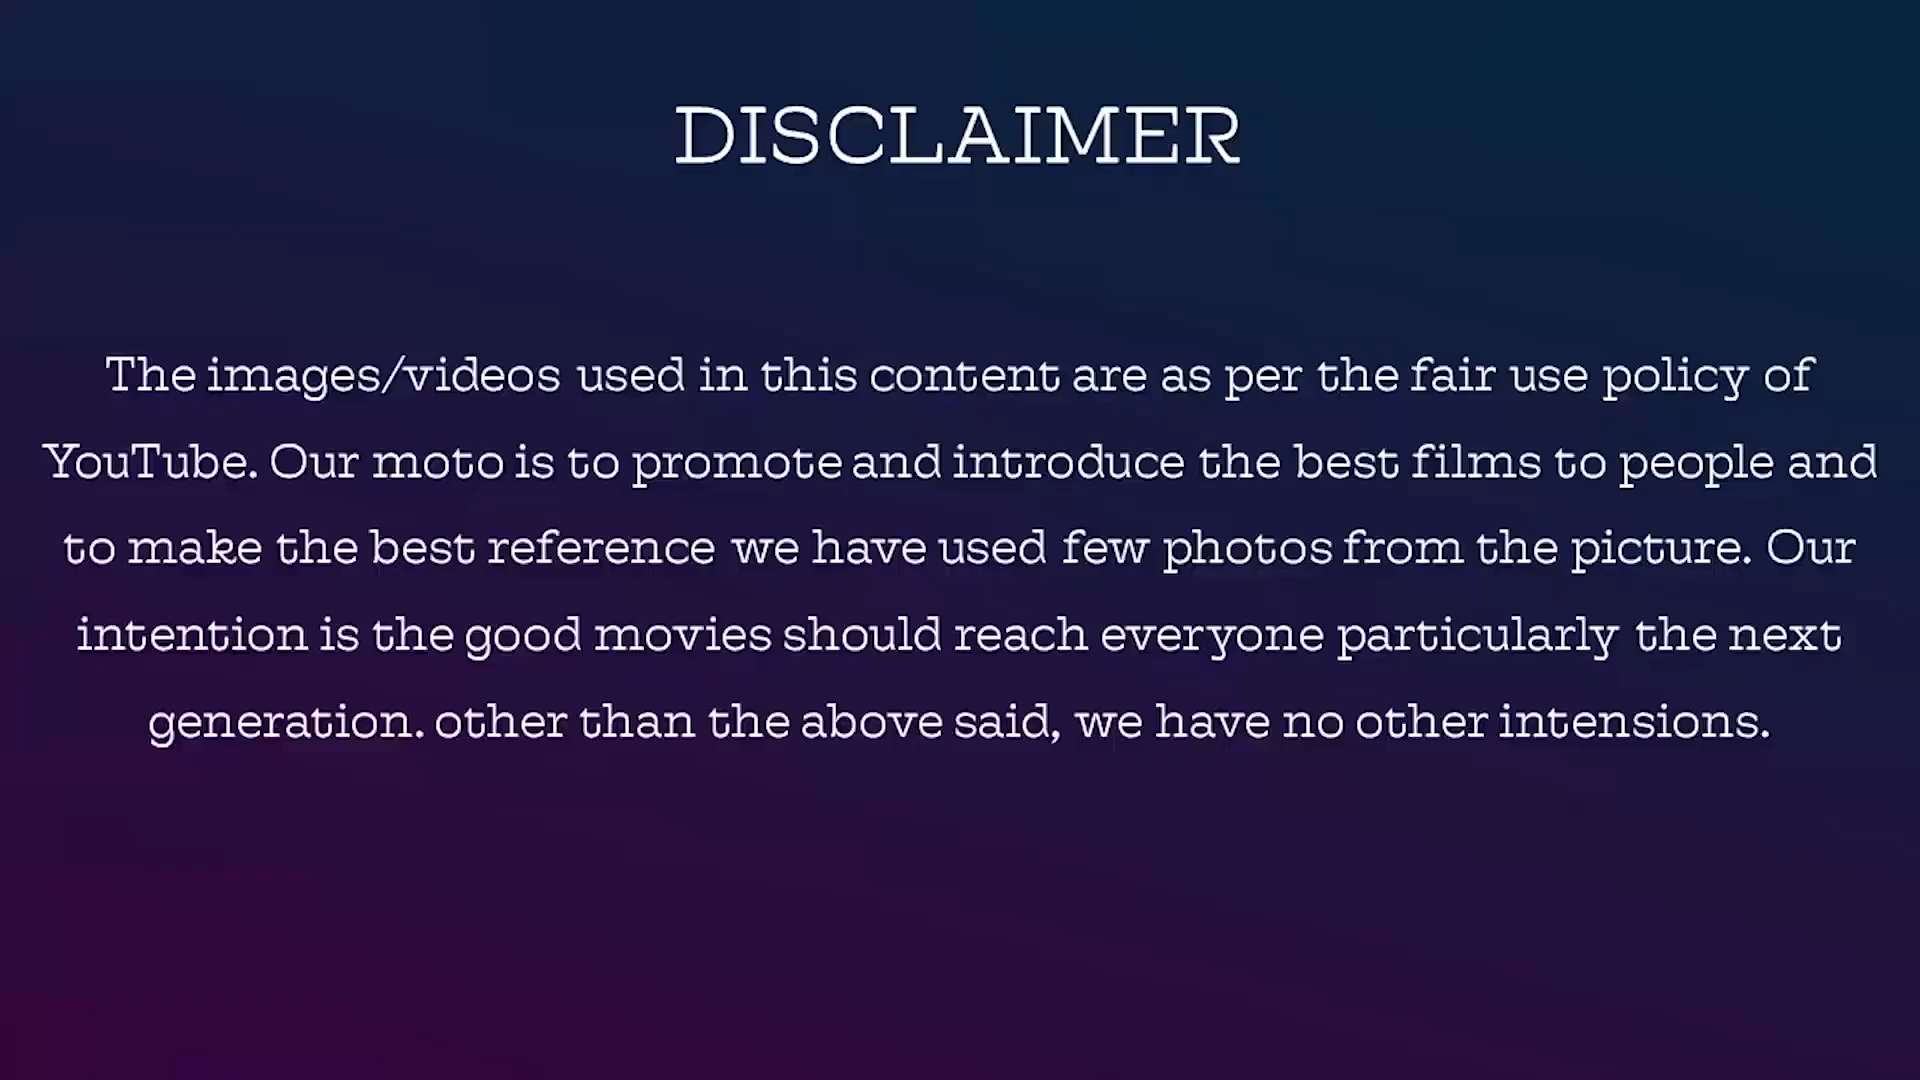 DISCLAIMER
The images/videos used in this content are as per the fair use policy of
YouTube. Our moto is to promote and introduce the best films to people and
to make the best reference we have used few photos from the picture. Our
intention is the good movies should reach everyone particularly the next
generation. other than the above said, we have no other intensions.